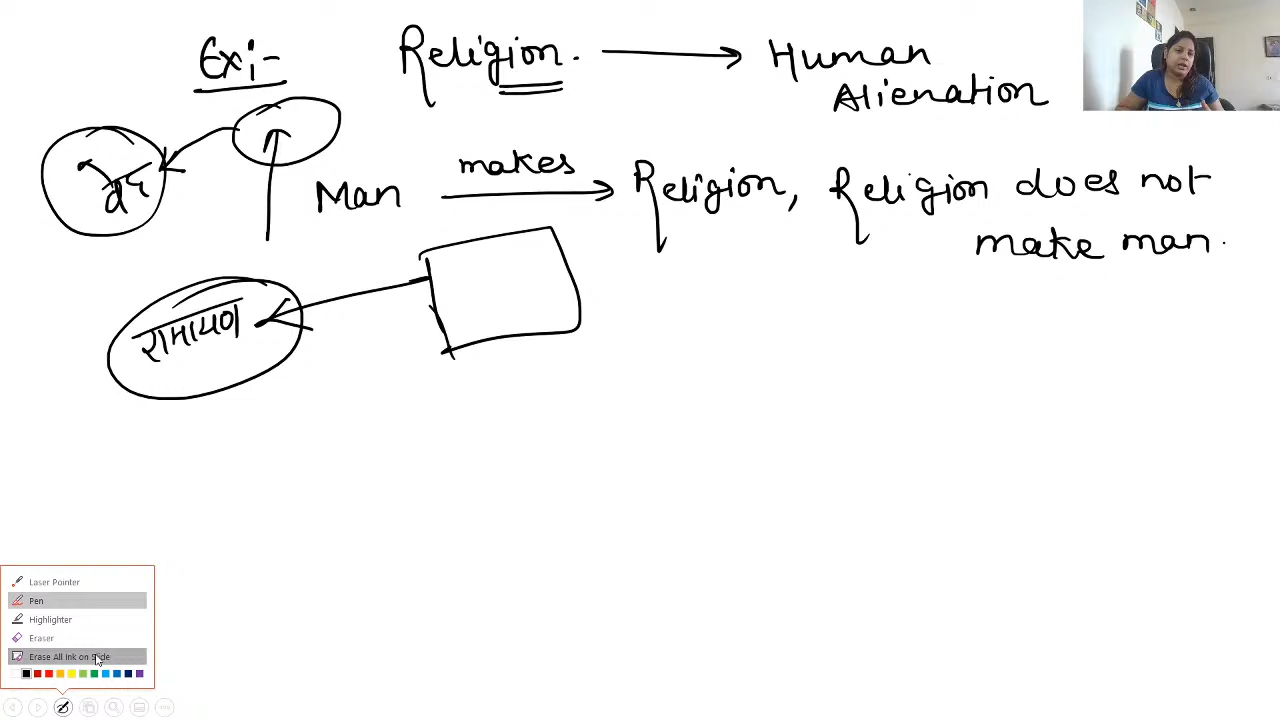 Ex:-
Religion. → Human
Alienation
Man makes → Religion, Religion does not
make man.
रामायण
Laser Pointer
Pen
Highlighter
Eraser
Erase All Ink on Slide